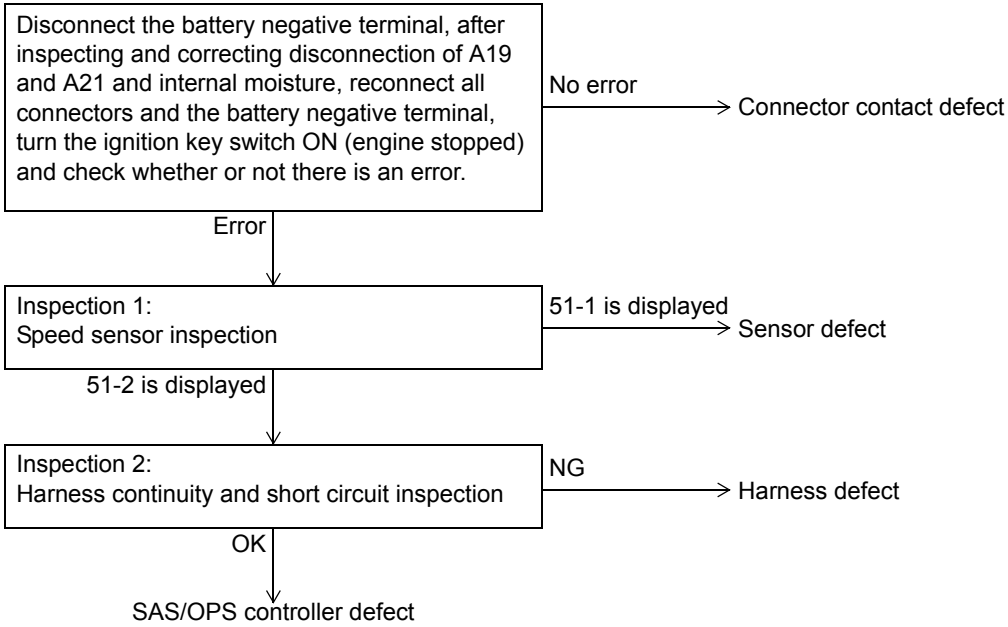 Disconnect the battery negative terminal, after
inspecting and correcting disconnection of A19
and A21 and internal moisture, reconnect all
connectors and the battery negative terminal,
turn the ignition key switch ON (engine stopped)
and check whether or not there is an error.
No error
Connector contact defect
Error
Inspection 1:
Speed sensor inspection
51-1 is displayed
Sensor defect
51-2 is displayed
Inspection 2:
Harness continuity and short circuit inspection
NG
Harness defect
OK
SAS/OPS controller defect